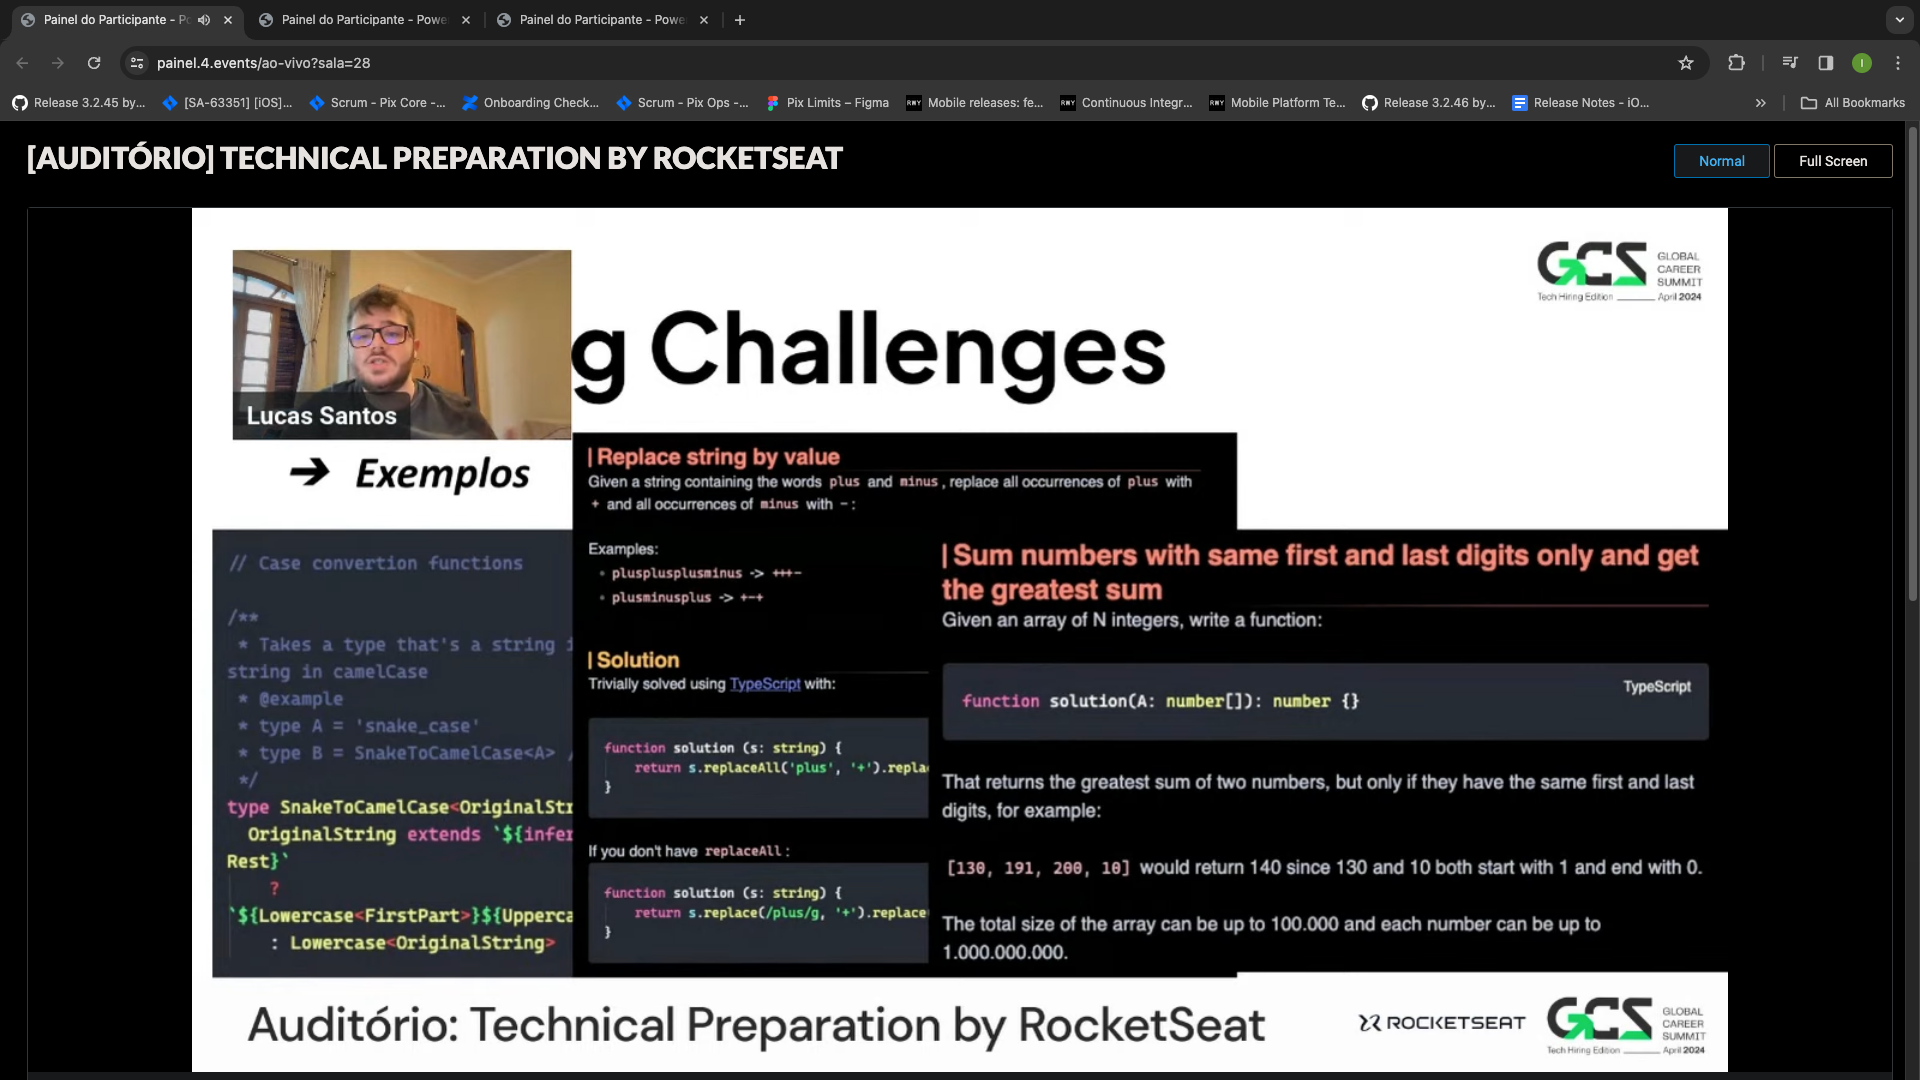 Painel do Participante - Po
Painel do Participante - Powe
Painel do Participante - Powe
painel.4.events/ao-vivo?sala=28
I
Release 3.2.45 by...
[SA-63351] [iOS]...
Scrum - Pix Core -...
Onboarding Check...
Scrum - Pix Ops -...
Pix Limits – Figma
Mobile releases: fe...
Continuous Integr...
Mobile Platform Te...
Release 3.2.46 by...
Release Notes - iO...
All Bookmarks
[AUDITÓRIO] TECHNICAL PREPARATION BY ROCKETSEAT
Normal
Full Screen
GCS
GLOBAL
CAREER
SUMMIT
Tech Hiring Edition
April 2024
g Challenges
Lucas Santos
➔ Exemplos
Replace string by value
Given a string containing the words plus and minus, replace all occurrences of plus with
+ and all occurrences of minus with -:
Examples:
• plusplusplusminus -> +++-
• plusminusplus -> +-+
Solution
Trivially solved using TypeScript with:
function solution (s: string) {
return s.replaceAll('plus', '+').repla
}
If you don't have replaceAll:
function solution (s: string) {
return s.replace(/plus/g, '+').replace
}
// Case convertion functions
/**
* Takes a type that's a string i
string in camelCase
* @example
* type A = 'snake_case'
* type B = SnakeToCamelCase<A> /
*/
type SnakeToCamelCase<OriginalStr
OriginalString extends `${infer
Rest}`
?
`${Lowercase<FirstPart>}${Upperca
: Lowercase<OriginalString>
Sum numbers with same first and last digits only and get
the greatest sum
Given an array of N integers, write a function:
TypeScript
function solution(A: number[]): number {}
That returns the greatest sum of two numbers, but only if they have the same first and last
digits, for example:
[130, 191, 200, 10] would return 140 since 130 and 10 both start with 1 and end with 0.
The total size of the array can be up to 100.000 and each number can be up to
1.000.000.000.
Auditório: Technical Preparation by RocketSeat
ROCKETSEAT
GCS
GLOBAL
CAREER
SUMMIT
Tech Hiring Edition
April 2024